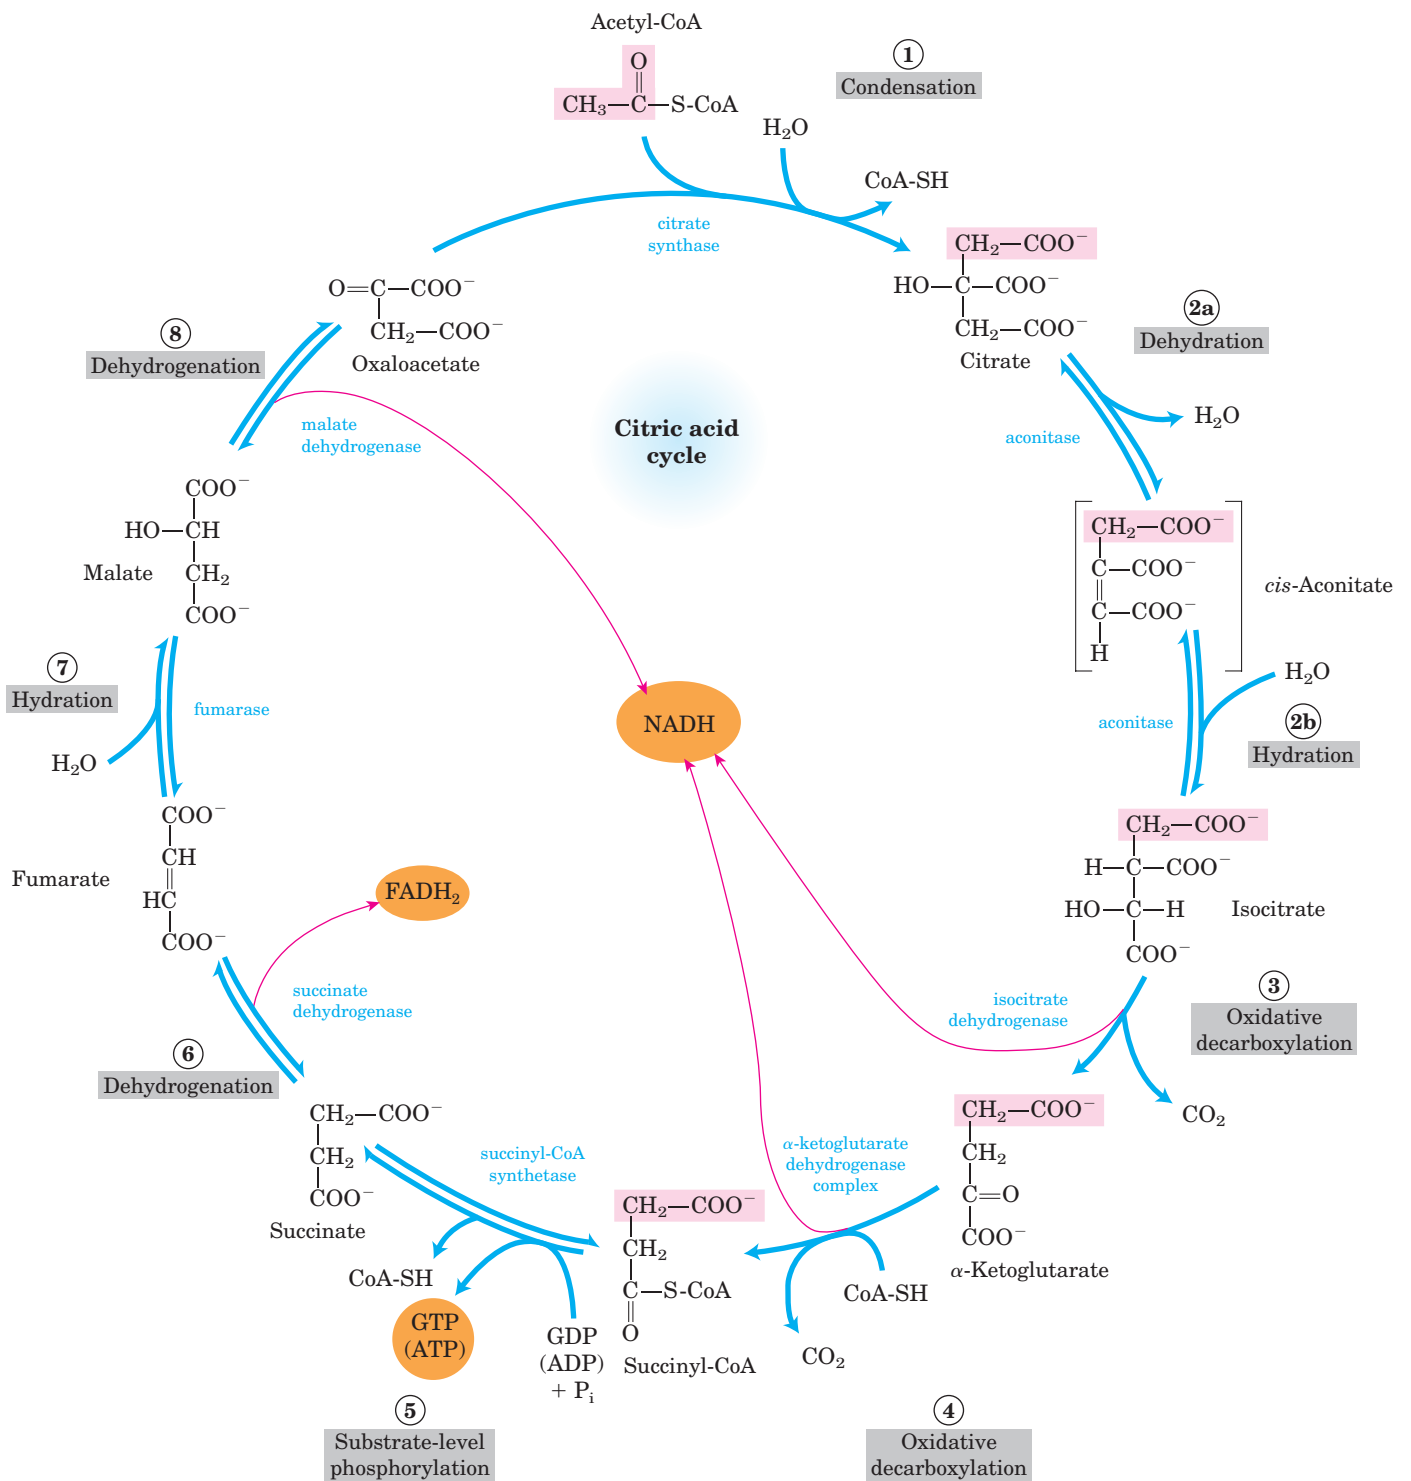 Acetyl-CoA
O
CH₃—C—S-CoA
1
Condensation
H₂O
CoA-SH
citrate
synthase
CH₂—COO⁻
HO—C—COO⁻
CH₂—COO⁻
Citrate
2a
Dehydration
H₂O
aconitase
CH₂—COO⁻
C—COO⁻
C—COO⁻
H
cis-Aconitate
H₂O
aconitase
2b
Hydration
CH₂—COO⁻
H—C—COO⁻
HO—C—H
COO⁻
Isocitrate
3
Oxidative
decarboxylation
isocitrate
dehydrogenase
CO₂
CH₂—COO⁻
CH₂
C=O
COO⁻
α-Ketoglutarate
α-ketoglutarate
dehydrogenase
complex
CoA-SH
CO₂
4
Oxidative
decarboxylation
CH₂—COO⁻
CH₂
C—S-CoA
O
Succinyl-CoA
succinyl-CoA
synthetase
GDP
(ADP)
+ Pᵢ
GTP
(ATP)
CoA-SH
5
Substrate-level
phosphorylation
CH₂—COO⁻
CH₂
COO⁻
Succinate
6
Dehydrogenation
succinate
dehydrogenase
FADH₂
COO⁻
CH
HC
COO⁻
Fumarate
7
Hydration
fumarase
H₂O
COO⁻
HO—CH
CH₂
COO⁻
Malate
8
Dehydrogenation
malate
dehydrogenase
O=C—COO⁻
CH₂—COO⁻
Oxaloacetate
Citric acid
cycle
NADH